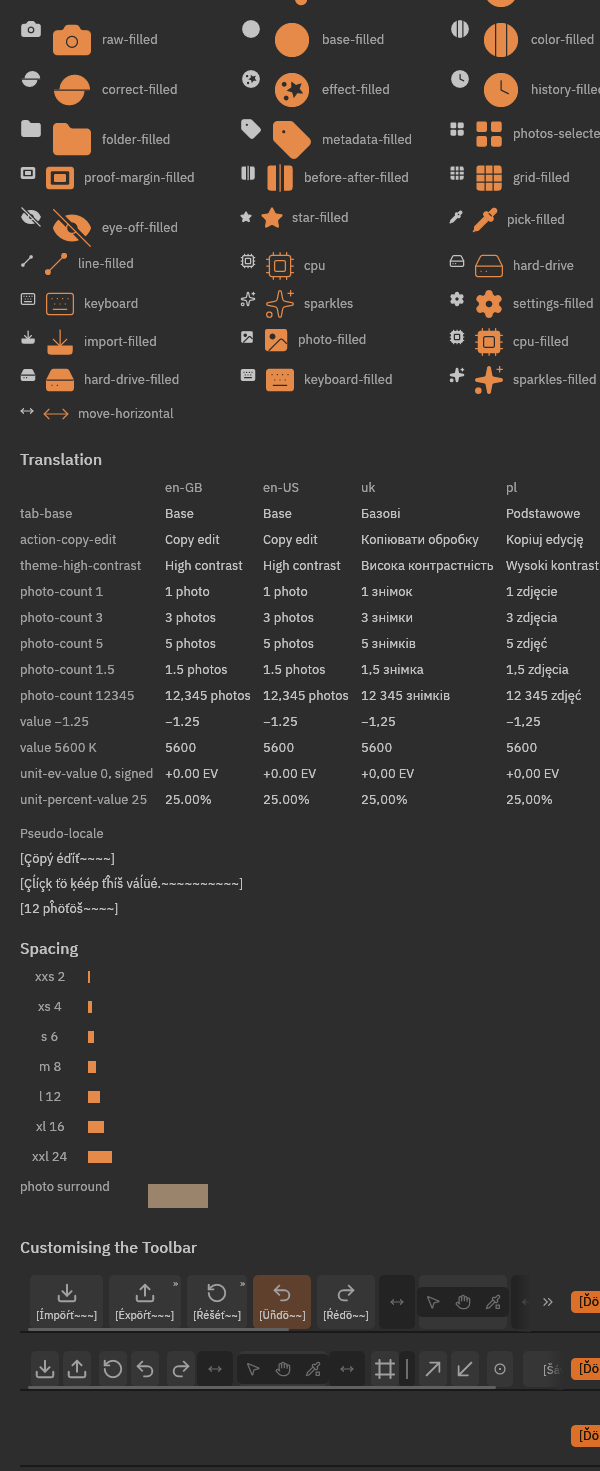 raw-filled base-filled color-filled
correct-filled effect-filled history-fille
folder-filled metadata-filled photos-selecte
proof-margin-filled before-after-filled grid-filled
eye-off-filled star-filled pick-filled
line-filled cpu hard-drive
keyboard sparkles settings-filled
import-filled photo-filled cpu-filled
hard-drive-filled keyboard-filled sparkles-filled
move-horizontal
Translation
en-GB en-US uk pl
tab-base Base Base Базові Podstawowe
action-copy-edit Copy edit Copy edit Копіювати обробку Kopiuj edycję
theme-high-contrast High contrast High contrast Висока контрастність Wysoki kontrast
photo-count 1 1 photo 1 photo 1 знімок 1 zdjęcie
photo-count 3 3 photos 3 photos 3 знімки 3 zdjęcia
photo-count 5 5 photos 5 photos 5 знімків 5 zdjęć
photo-count 1.5 1.5 photos 1.5 photos 1,5 знімка 1,5 zdjęcia
photo-count 12345 12,345 photos 12,345 photos 12 345 знімків 12 345 zdjęć
value −1.25 −1.25 −1.25 −1,25 −1,25
value 5600 K 5600 5600 5600 5600
unit-ev-value 0, signed +0.00 EV +0.00 EV +0,00 EV +0,00 EV
unit-percent-value 25 25.00% 25.00% 25,00% 25,00%
Pseudo-locale
[Çöpý éďíť~~~~]
[Çĺíçķ ťö ķéép ťĥíš váĺüé.~~~~~~~~~~]
[12 pĥöťöš~~~~]
Spacing
xxs 2
xs 4
s 6
m 8
l 12
xl 16
xxl 24
photo surround
Customising the Toolbar
[Ímpöŕť~~~] [Éxpöŕť~~~] [Ŕéšéť~~] [Üñďö~~] [Ŕéďö~~] [Ďö
[Šé [Ďö
[Ďö